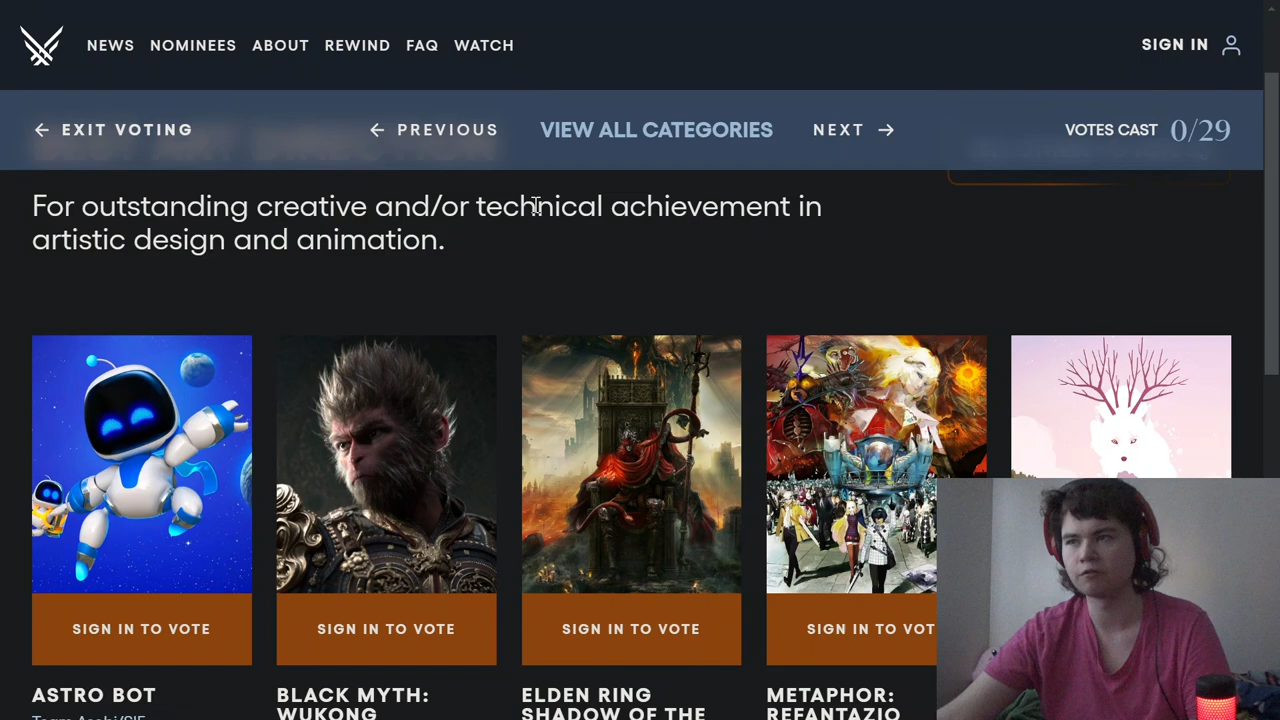 NEWS NOMINEES ABOUT REWIND FAQ WATCH SIGN IN
EXIT VOTING PREVIOUS VIEW ALL CATEGORIES NEXT VOTES CAST 0/29
For outstanding creative and/or technical achievement in
artistic design and animation.
SIGN IN TO VOTE SIGN IN TO VOTE SIGN IN TO VOTE SIGN IN TO VOT
ASTRO BOT
BLACK MYTH:
WUKONG
ELDEN RING
SHADOW OF THE
METAPHOR:
REFANTAZIO